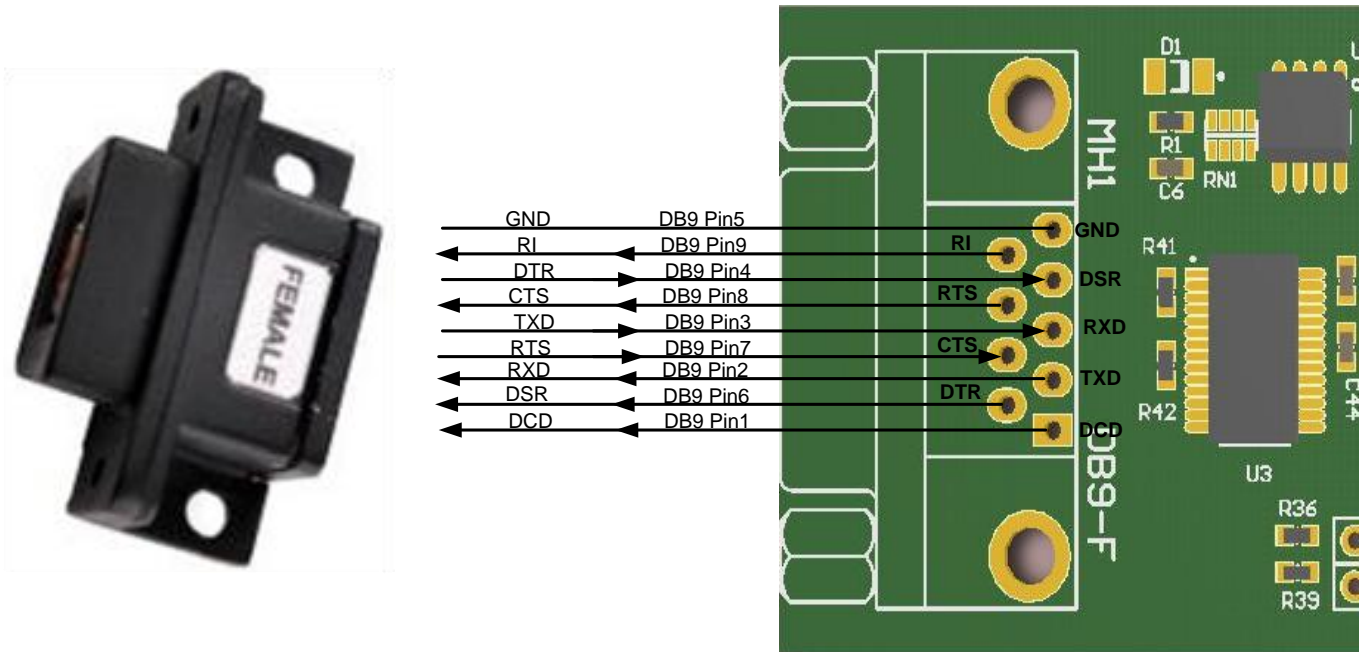 FEMALE
GND DB9 Pin5 GND
RI DB9 Pin9 RI
DTR DB9 Pin4 DSR
CTS DB9 Pin8 RTS
TXD DB9 Pin3 RXD
RTS DB9 Pin7 CTS
RXD DB9 Pin2 TXD
DSR DB9 Pin6 DTR
DCD DB9 Pin1 DCD
MH1
DB9-F
D1
R1
C6
RN1
R41
R42
U3
C44
R36
R39